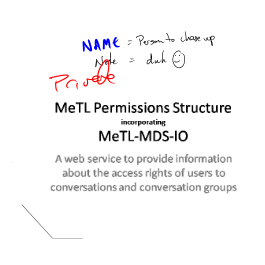 NAME = Person to chase up
Note = duh
Private
MeTL Permissions Structure
incorporating
MeTL-MDS-IO
A web service to provide information
about the access rights of users to
conversations and conversation groups